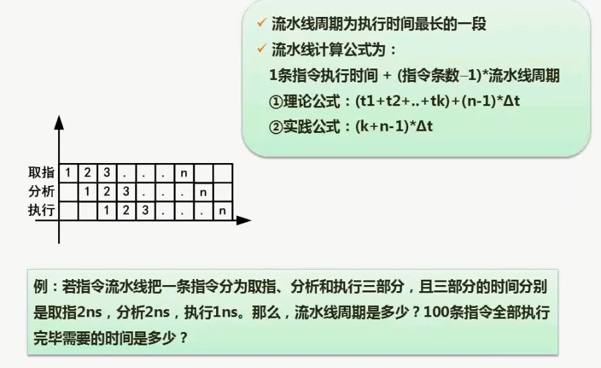 ✓ 流水线周期为执行时间最长的一段
✓ 流水线计算公式为：
1条指令执行时间 + (指令条数-1)*流水线周期
①理论公式：(t1+t2+..+tk)+(n-1)*Δt
②实践公式：(k+n-1)*Δt
取指 1 2 3 . . . n
分析 1 2 3 . . . n
执行 1 2 3 . . . n
例：若指令流水线把一条指令分为取指、分析和执行三部分，且三部分的时间分别
是取指2ns，分析2ns，执行1ns。那么，流水线周期是多少？100条指令全部执行
完毕需要的时间是多少？